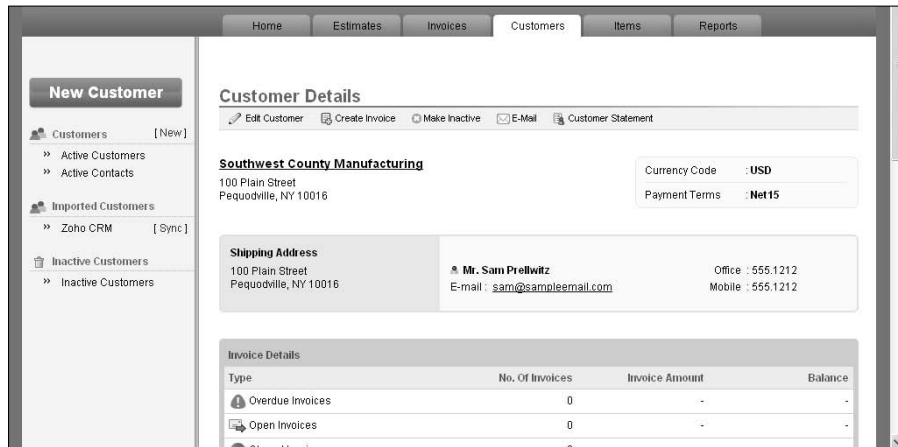 Home Estimates Invoices Customers Items Reports
New Customer
Customers [ New ]
» Active Customers
» Active Contacts
Imported Customers
» Zoho CRM [ Sync ]
Inactive Customers
» Inactive Customers
Customer Details
Edit Customer Create Invoice Make Inactive E-Mail Customer Statement
Southwest County Manufacturing
100 Plain Street
Pequodville, NY 10016
Currency Code : USD
Payment Terms : Net 15
Shipping Address
100 Plain Street
Pequodville, NY 10016
Mr. Sam Prellwitz
E-mail : sam@sampleemail.com
Office : 555.1212
Mobile : 555.1212
Invoice Details
Type No. Of Invoices Invoice Amount Balance
Overdue Invoices 0 - -
Open Invoices 0 - -